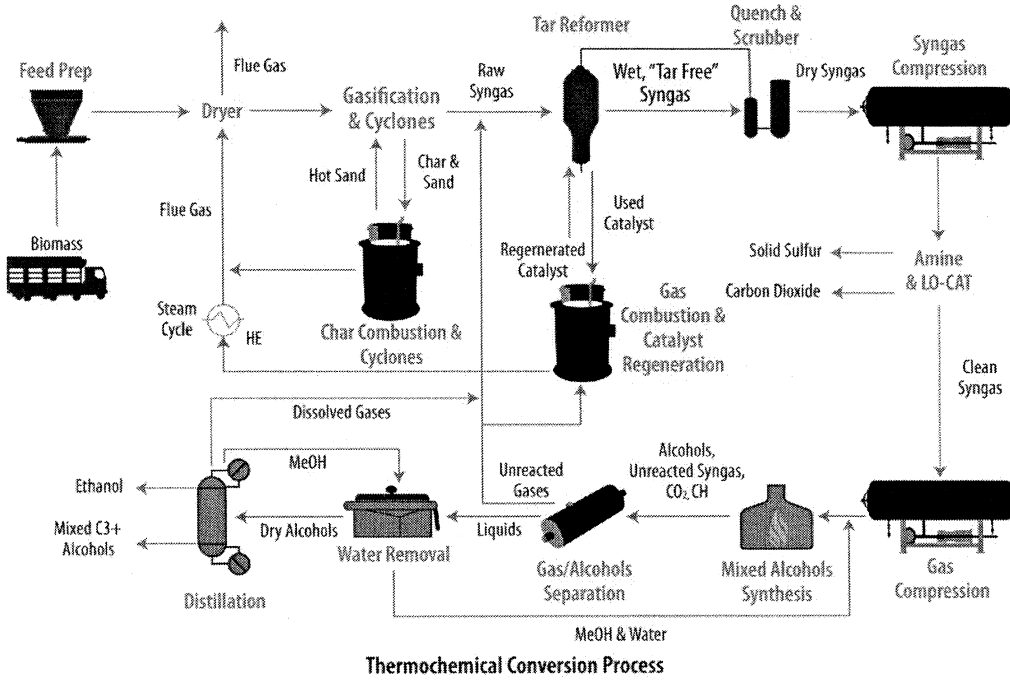 Tar Reformer
Quench &
Scrubber
Syngas
Compression
Feed Prep
Flue Gas
Raw
Syngas
Wet, "Tar Free"
Syngas
Dry Syngas
Dryer
Gasification
& Cyclones
Hot Sand
Char &
Sand
Flue Gas
Used
Catalyst
Regernerated
Catalyst
Biomass
Solid Sulfur
Amine
& LO-CAT
Carbon Dioxide
Steam
Cycle
HE
Char Combustion &
Cyclones
Gas
Combustion &
Catalyst
Regeneration
Clean
Syngas
Dissolved Gases
MeOH
Ethanol
Unreacted
Gases
Alcohols,
Unreacted Syngas,
CO₂, CH
Mixed C3+
Alcohols
Dry Alcohols
Liquids
Water Removal
Distillation
Gas/Alcohols
Separation
Mixed Alcohols
Synthesis
Gas
Compression
MeOH & Water
Thermochemical Conversion Process